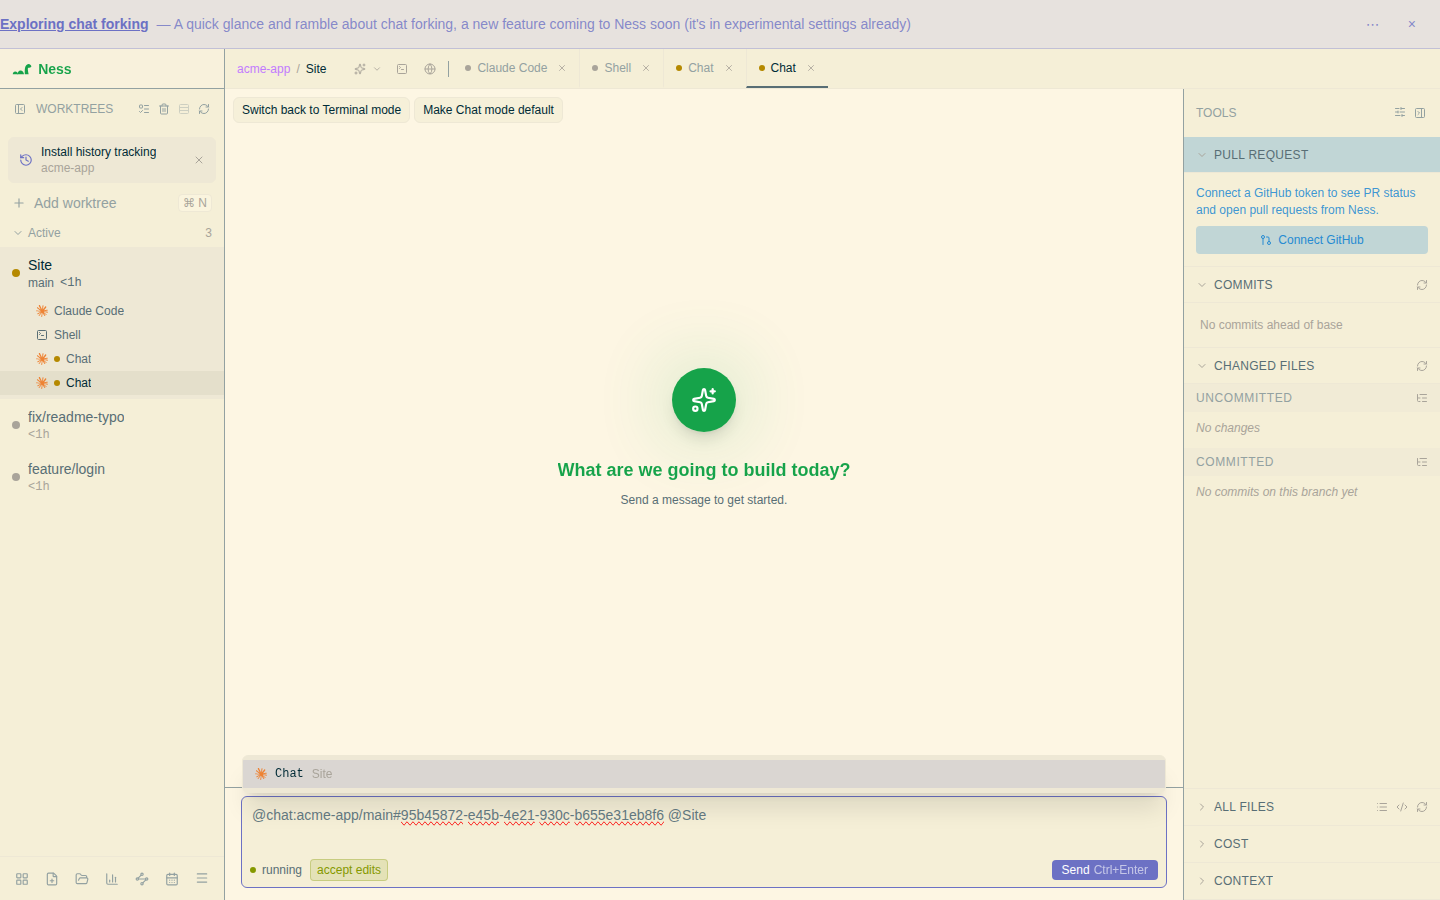 Exploring chat forking — A quick glance and ramble about chat forking, a new feature coming to Ness soon (it's in experimental settings already)
Ness
acme-app / Site
Claude Code
Shell
Chat
Chat
WORKTREES
Switch back to Terminal mode
Make Chat mode default
Install history tracking
acme-app
Add worktree
⌘ N
Active
3
Site
main <1h
Claude Code
Shell
Chat
Chat
fix/readme-typo
<1h
feature/login
<1h
What are we going to build today?
Send a message to get started.
Chat Site
@chat:acme-app/main#95b45872-e45b-4e21-930c-b655e31eb8f6 @Site
running
accept edits
Send Ctrl+Enter
TOOLS
PULL REQUEST
Connect a GitHub token to see PR status
and open pull requests from Ness.
Connect GitHub
COMMITS
No commits ahead of base
CHANGED FILES
UNCOMMITTED
No changes
COMMITTED
No commits on this branch yet
ALL FILES
COST
CONTEXT